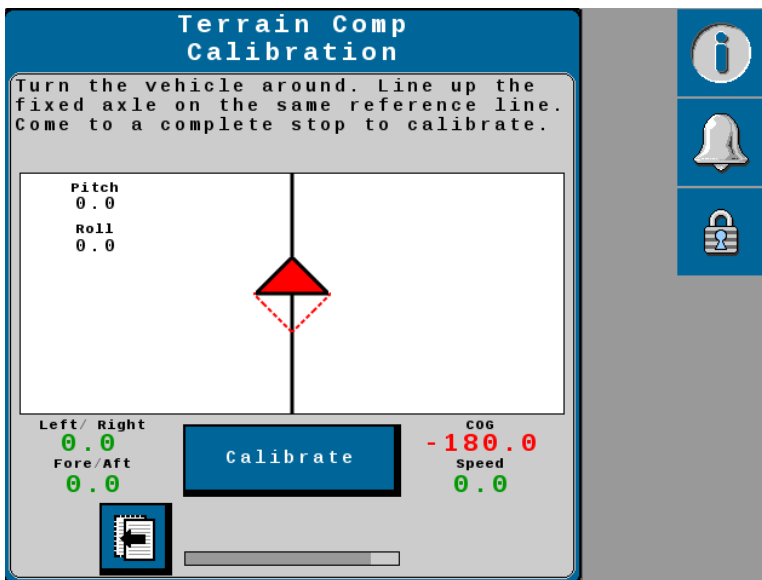 Terrain Comp
Calibration
Turn the vehicle around. Line up the
fixed axle on the same reference line.
Come to a complete stop to calibrate.
Pitch
0.0
Roll
0.0
Left/ Right
0.0
Fore/Aft
0.0
Calibrate
COG
-180.0
Speed
0.0